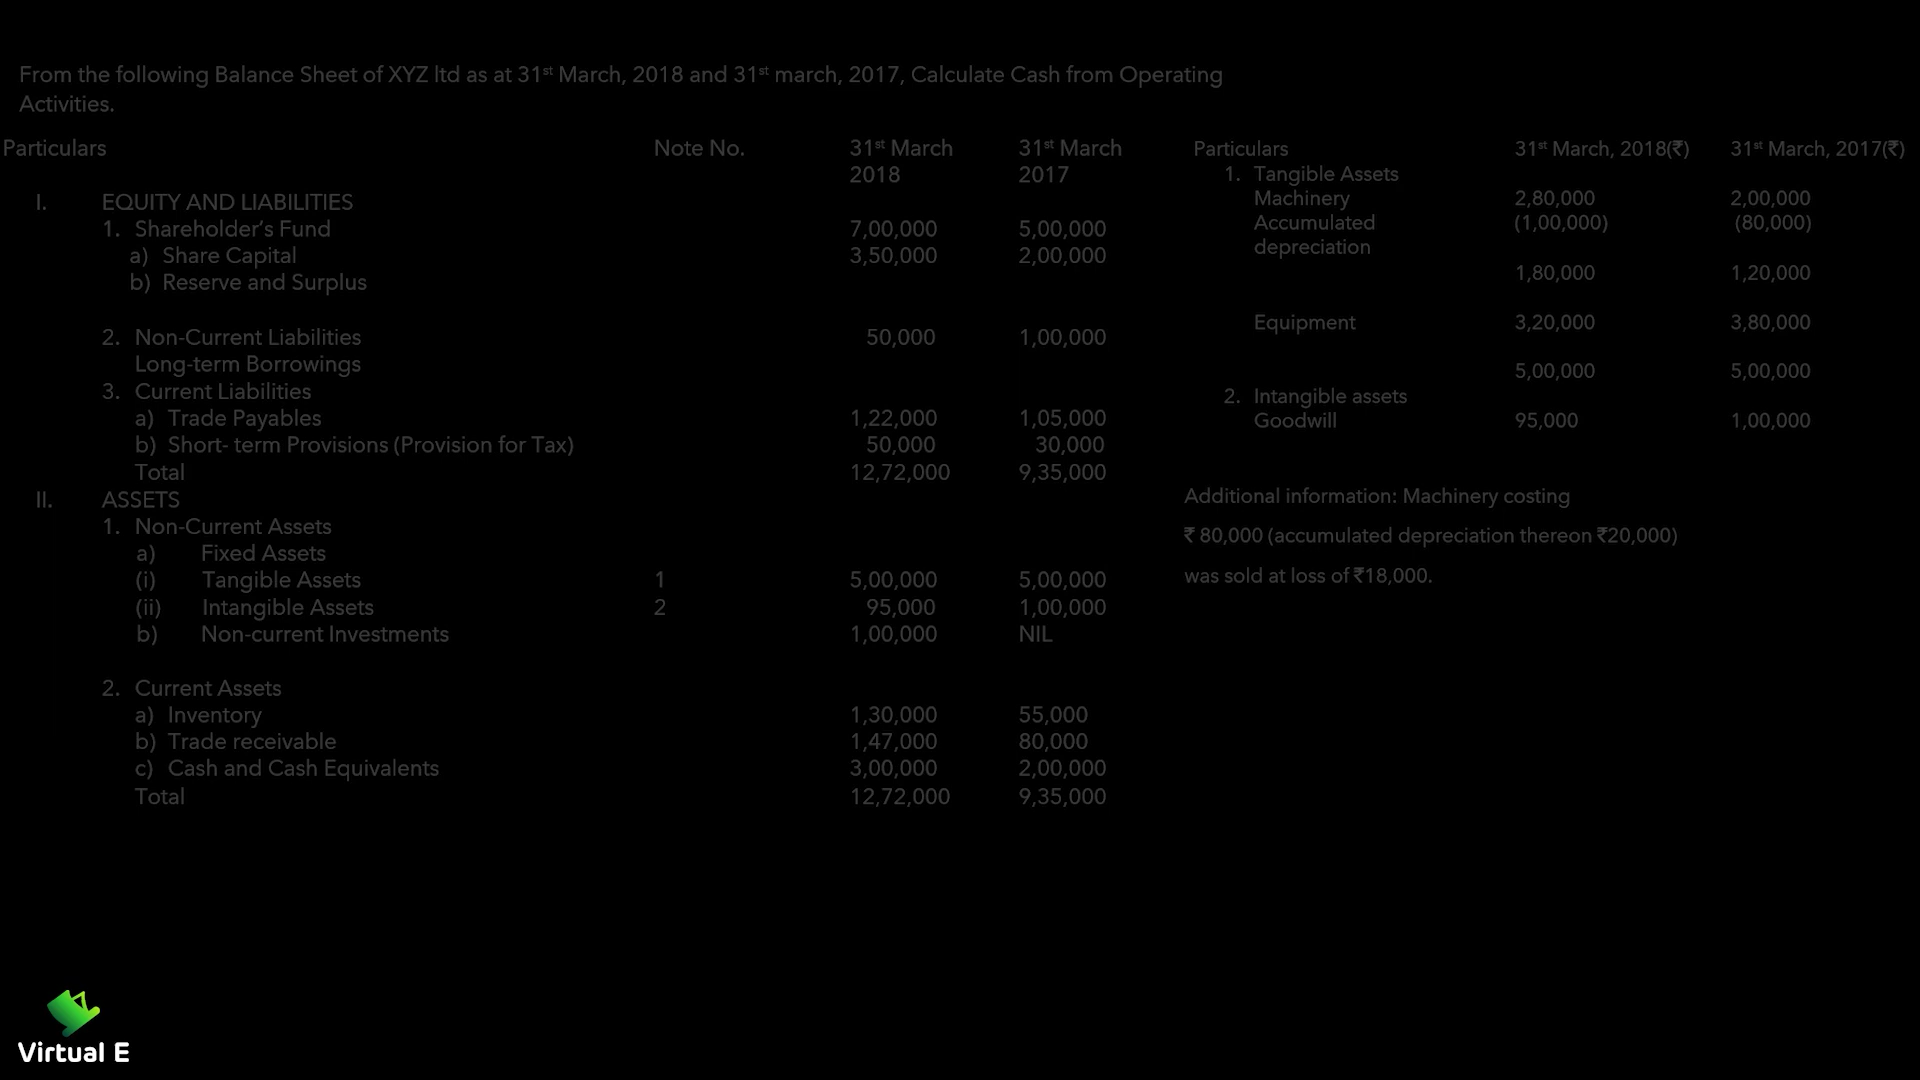 From the following Balance Sheet of XYZ ltd as at 31st March, 2018 and 31st march, 2017, Calculate Cash from Operating
Activities.
Particulars Note No. 31st March 31st March
2018 2017
I. EQUITY AND LIABILITIES
1. Shareholder’s Fund 7,00,000 5,00,000
a) Share Capital 3,50,000 2,00,000
b) Reserve and Surplus
2. Non-Current Liabilities 50,000 1,00,000
Long-term Borrowings
3. Current Liabilities
a) Trade Payables 1,22,000 1,05,000
b) Short- term Provisions (Provision for Tax) 50,000 30,000
Total 12,72,000 9,35,000
II. ASSETS
1. Non-Current Assets
a) Fixed Assets
(i) Tangible Assets 1 5,00,000 5,00,000
(ii) Intangible Assets 2 95,000 1,00,000
b) Non-current Investments 1,00,000 NIL
2. Current Assets
a) Inventory 1,30,000 55,000
b) Trade receivable 1,47,000 80,000
c) Cash and Cash Equivalents 3,00,000 2,00,000
Total 12,72,000 9,35,000
Particulars 31st March, 2018(₹) 31st March, 2017(₹)
1. Tangible Assets
Machinery 2,80,000 2,00,000
Accumulated (1,00,000) (80,000)
depreciation
1,80,000 1,20,000
Equipment 3,20,000 3,80,000
5,00,000 5,00,000
2. Intangible assets
Goodwill 95,000 1,00,000
Additional information: Machinery costing
₹ 80,000 (accumulated depreciation thereon ₹20,000)
was sold at loss of ₹18,000.
Virtual E